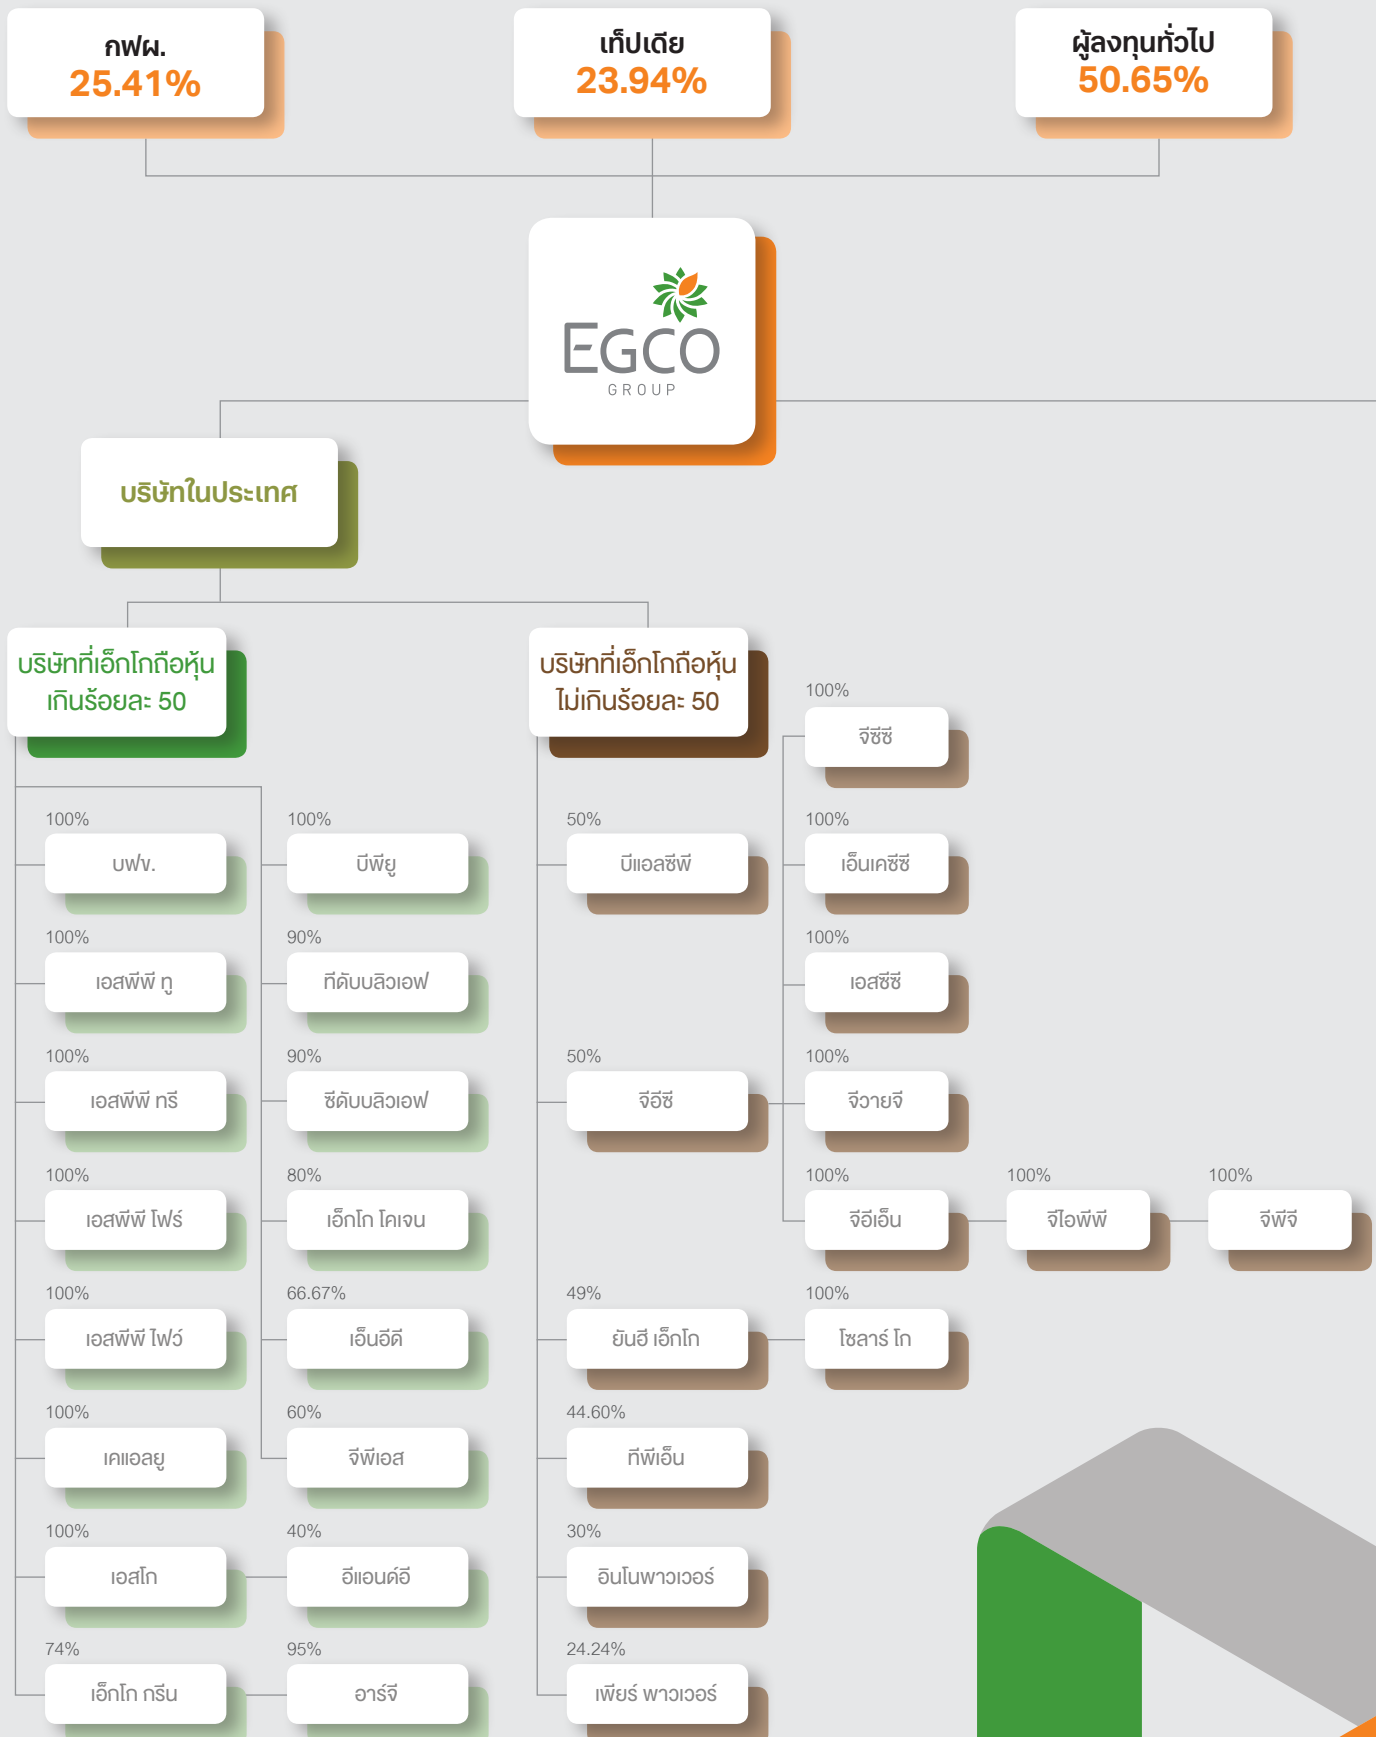 กฟผ.
25.41%
เท็ปเดีย
23.94%
ผู้ลงทุนทั่วไป
50.65%
EGCO
GROUP
บริษัทในประเทศ
บริษัทที่เอ็กโกถือหุ้น
เกินร้อยละ 50
บริษัทที่เอ็กโกถือหุ้น
ไม่เกินร้อยละ 50
100%
บฟข.
100%
เอสพีพี ทู
100%
เอสพีพี ทรี
100%
เอสพีพี โฟร์
100%
เอสพีพี ไฟว์
100%
เคแอลยู
100%
เอสโก
74%
เอ็กโก กรีน
100%
บีพียู
90%
ทีดับบลิวเอฟ
90%
ซีดับบลิวเอฟ
80%
เอ็กโก โคเจน
66.67%
เอ็นอีดี
60%
จีพีเอส
40%
อีแอนด์อี
95%
อาร์จี
50%
บีแอลซีพี
50%
จีอีซี
49%
ยันฮี เอ็กโก
44.60%
ทีพีเอ็น
30%
อินโนพาวเวอร์
24.24%
เพียร์ พาวเวอร์
100%
จีซีซี
100%
เอ็นเคซีซี
100%
เอสซีซี
100%
จีวายจี
100%
จีอีเอ็น
100%
จีไอพีพี
100%
จีพีจี
100%
โซลาร์ โก